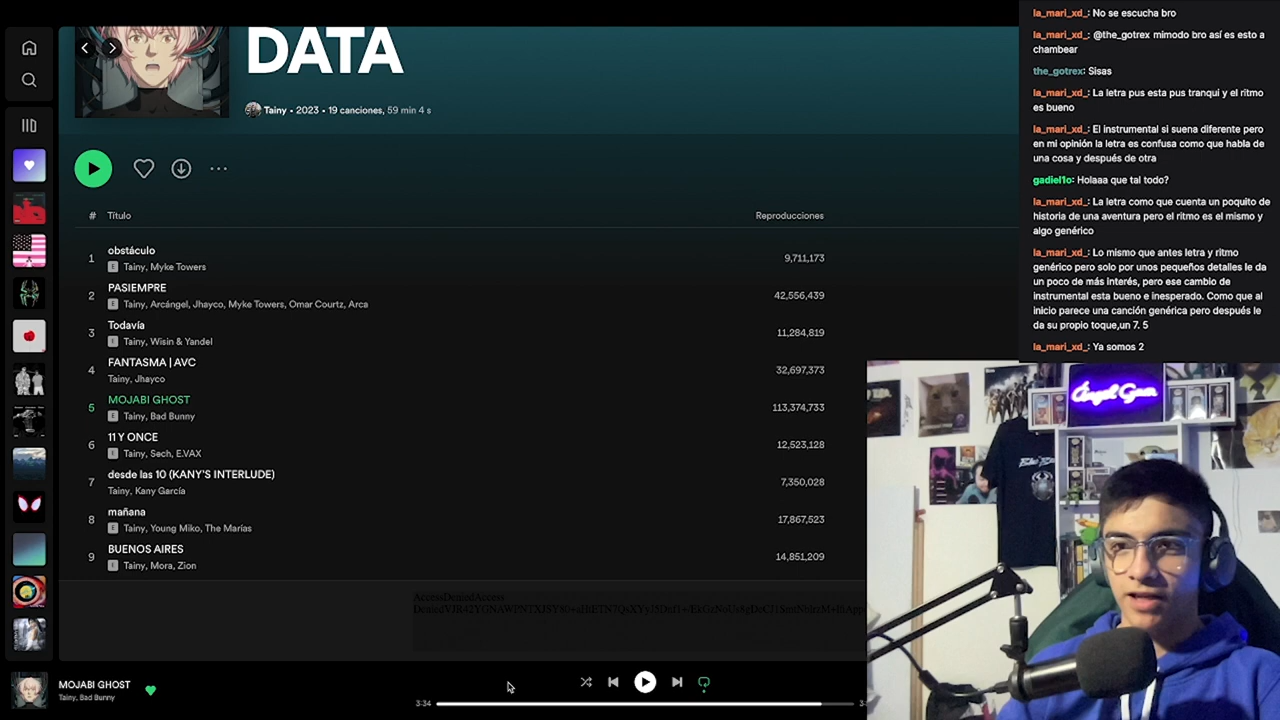 DATA
Tainy • 2023 • 19 canciones, 59 min 4 s
# Título Reproducciones
1 obstáculo 9,711,173
E Tainy, Myke Towers
2 PASIEMPRE 42,556,439
E Tainy, Arcángel, Jhayco, Myke Towers, Omar Courtz, Arca
3 Todavía 11,284,819
E Tainy, Wisin & Yandel
4 FANTASMA | AVC 32,697,373
Tainy, Jhayco
5 MOJABI GHOST 113,374,733
E Tainy, Bad Bunny
6 11 Y ONCE 12,523,128
E Tainy, Sech, E.VAX
7 desde las 10 (KANY'S INTERLUDE) 7,350,028
Tainy, Kany García
8 mañana 17,867,523
E Tainy, Young Miko, The Marías
9 BUENOS AIRES 14,851,209
E Tainy, Mora, Zion
AccessDeniedAccess
MOJABI GHOST
Tainy, Bad Bunny
3:34
la_mari_xd_: No se escucha bro
la_mari_xd_: @the_gotrex mimodo bro así es esto a
chambear
the_gotrex: Sisas
la_mari_xd_: La letra pus esta pus tranqui y el ritmo
es bueno
la_mari_xd_: El instrumental si suena diferente pero
en mi opinión la letra es confusa como que habla de
una cosa y después de otra
gadiel1o: Holaaa que tal todo?
la_mari_xd_: La letra como que cuenta un poquito de
historia de una aventura pero el ritmo es el mismo y
algo genérico
la_mari_xd_: Lo mismo que antes letra y ritmo
genérico pero solo por unos pequeños detalles le da
un poco de más interés, pero ese cambio de
instrumental esta bueno e inesperado. Como que al
inicio parece una canción genérica pero después le
da su propio toque,un 7. 5
la_mari_xd_: Ya somos 2
Ángel Gmr